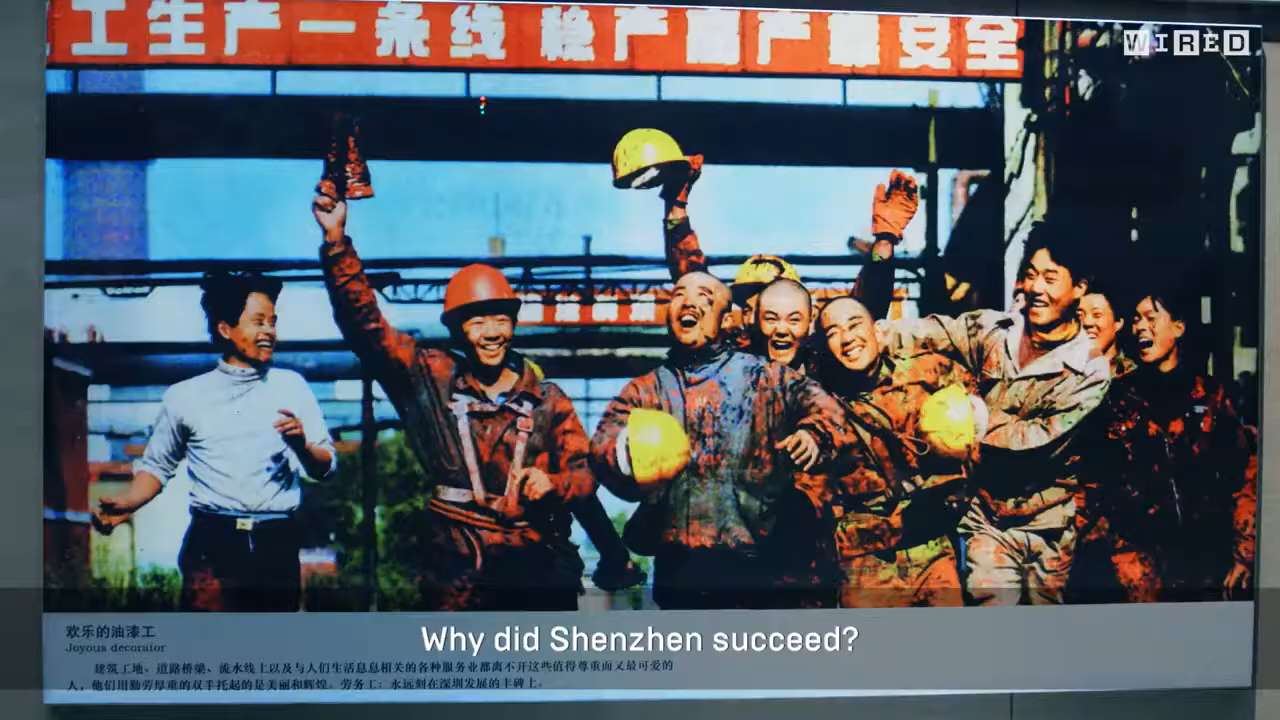 工生产一条线 稳产高产靠安全
WIRED
欢乐的油漆工
Joyous decorator
Why did Shenzhen succeed?
建筑工地、道路桥梁、流水线上以及与人们生活息息相关的各种服务业都离不开这些值得尊重而又最可爱的
人，他们用勤劳厚重的双手托起的是美丽和辉煌。劳务工：永远刻在深圳发展的丰碑上。